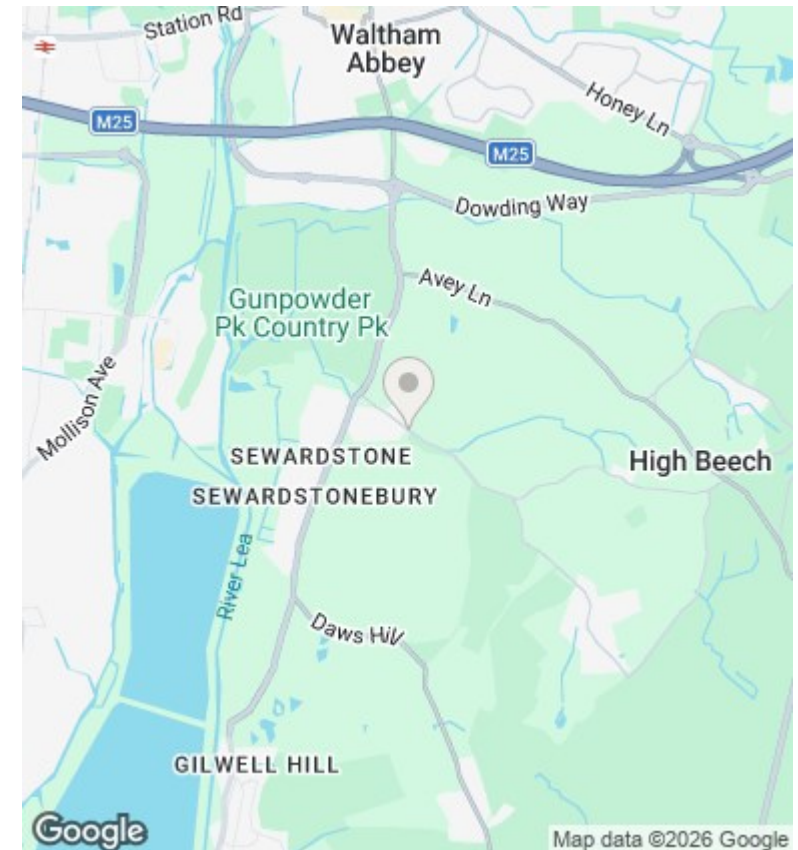 Station Rd
Waltham
Abbey
Honey Ln
M25
M25
Dowding Way
Avey Ln
Gunpowder
Pk Country Pk
Mollison Ave
SEWARDSTONE
High Beech
SEWARDSTONEBURY
River Lea
Daws Hill
GILWELL HILL
Google
Map data ©2026 Google